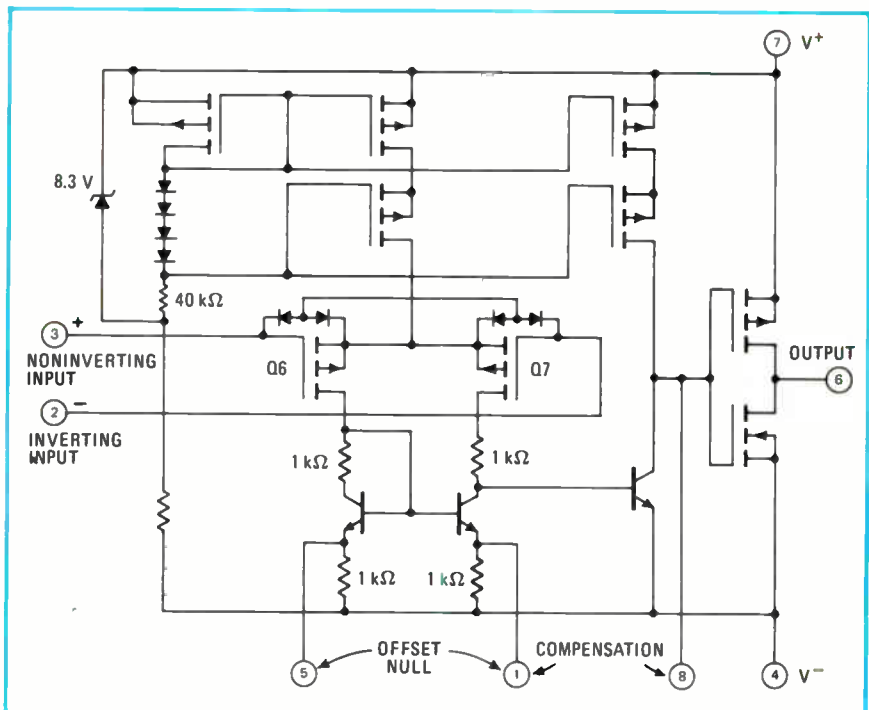 7 V+
8.3 V
40 kΩ
3 +
NONINVERTING
INPUT
Q6
Q7
OUTPUT
6
2 −
INVERTING
INPUT
1 kΩ
1 kΩ
1 kΩ
1 kΩ
OFFSET
NULL
COMPENSATION
5
1
8
4 V−